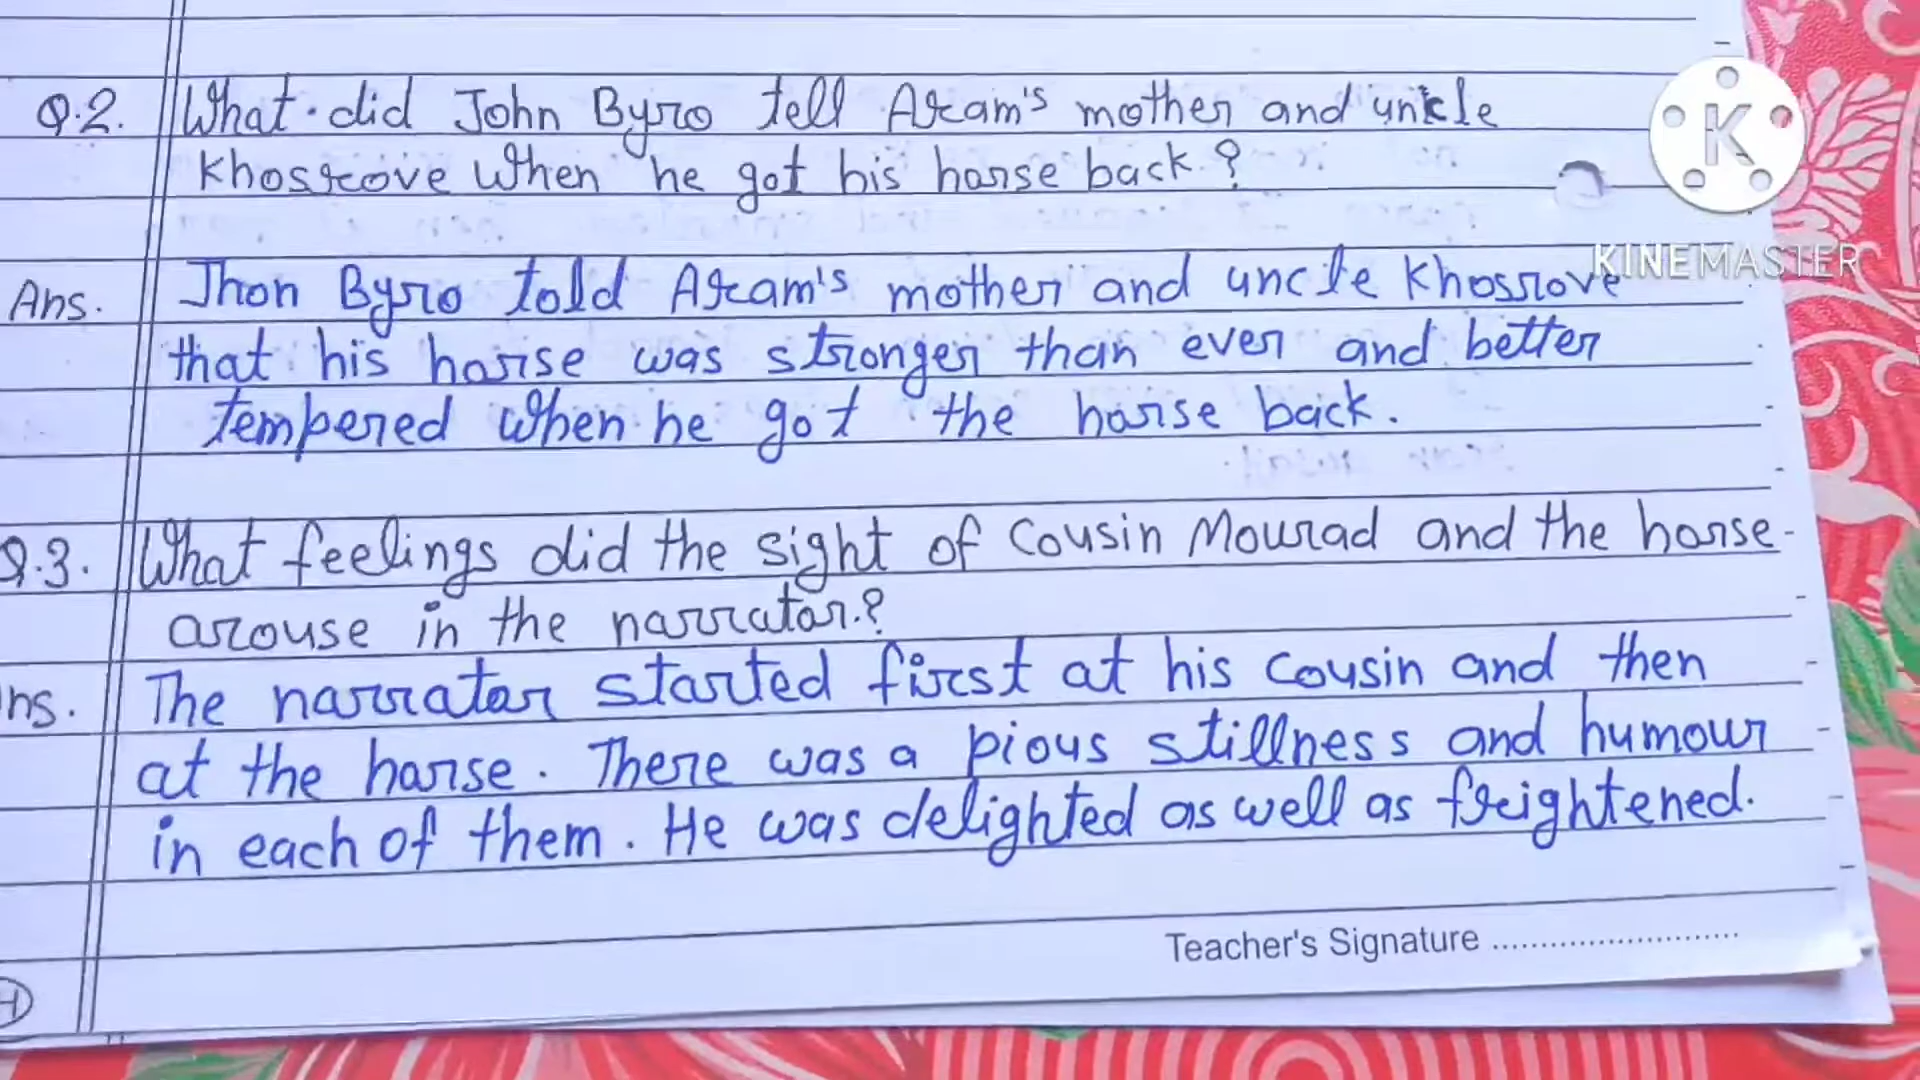 Q.2. What did John Byro tell Aram's mother and unkle
Khosrove when he got his horse back ?
KINEMASTER
Ans. Jhon Byro told Aram's mother and uncle Khosrove
that his horse was stronger than ever and better
tempered when he got the horse back.
Q.3. What feelings did the sight of Cousin Mourad and the horse
arouse in the narrator.?
ns. The narrator started first at his cousin and then
at the horse. There was a pious stillness and humour
in each of them. He was delighted as well as freightened.
Teacher's Signature ..........................